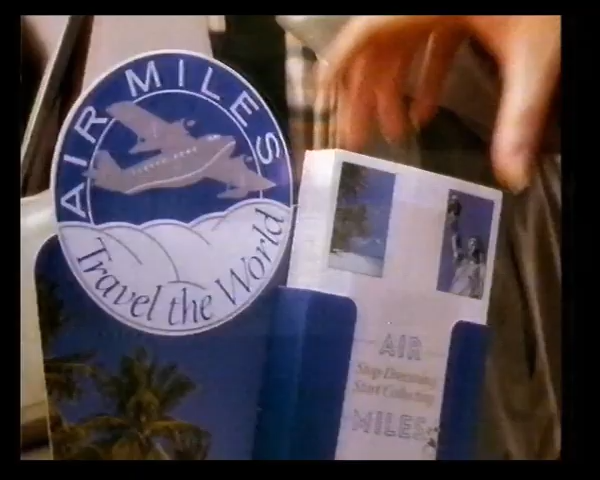 AIR MILES
Travel the World
AIR
Stop Dreaming
Start Collecting
MILES